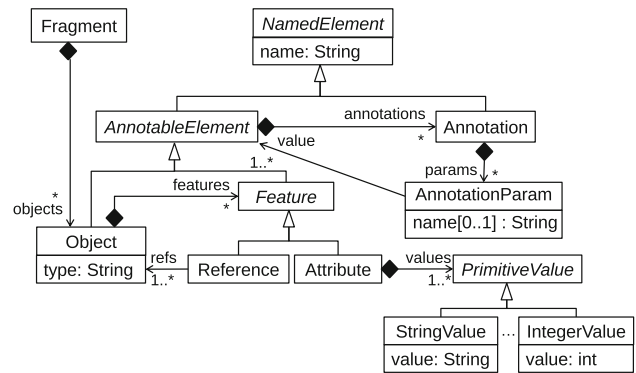 Fragment
NamedElement
name: String
AnnotableElement
annotations
*
Annotation
value
1..*
params
*
features
*
Feature
AnnotationParam
name[0..1] : String
*
objects
Object
type: String
refs
1..*
Reference
Attribute
values
1..*
PrimitiveValue
StringValue
value: String
...
IntegerValue
value: int